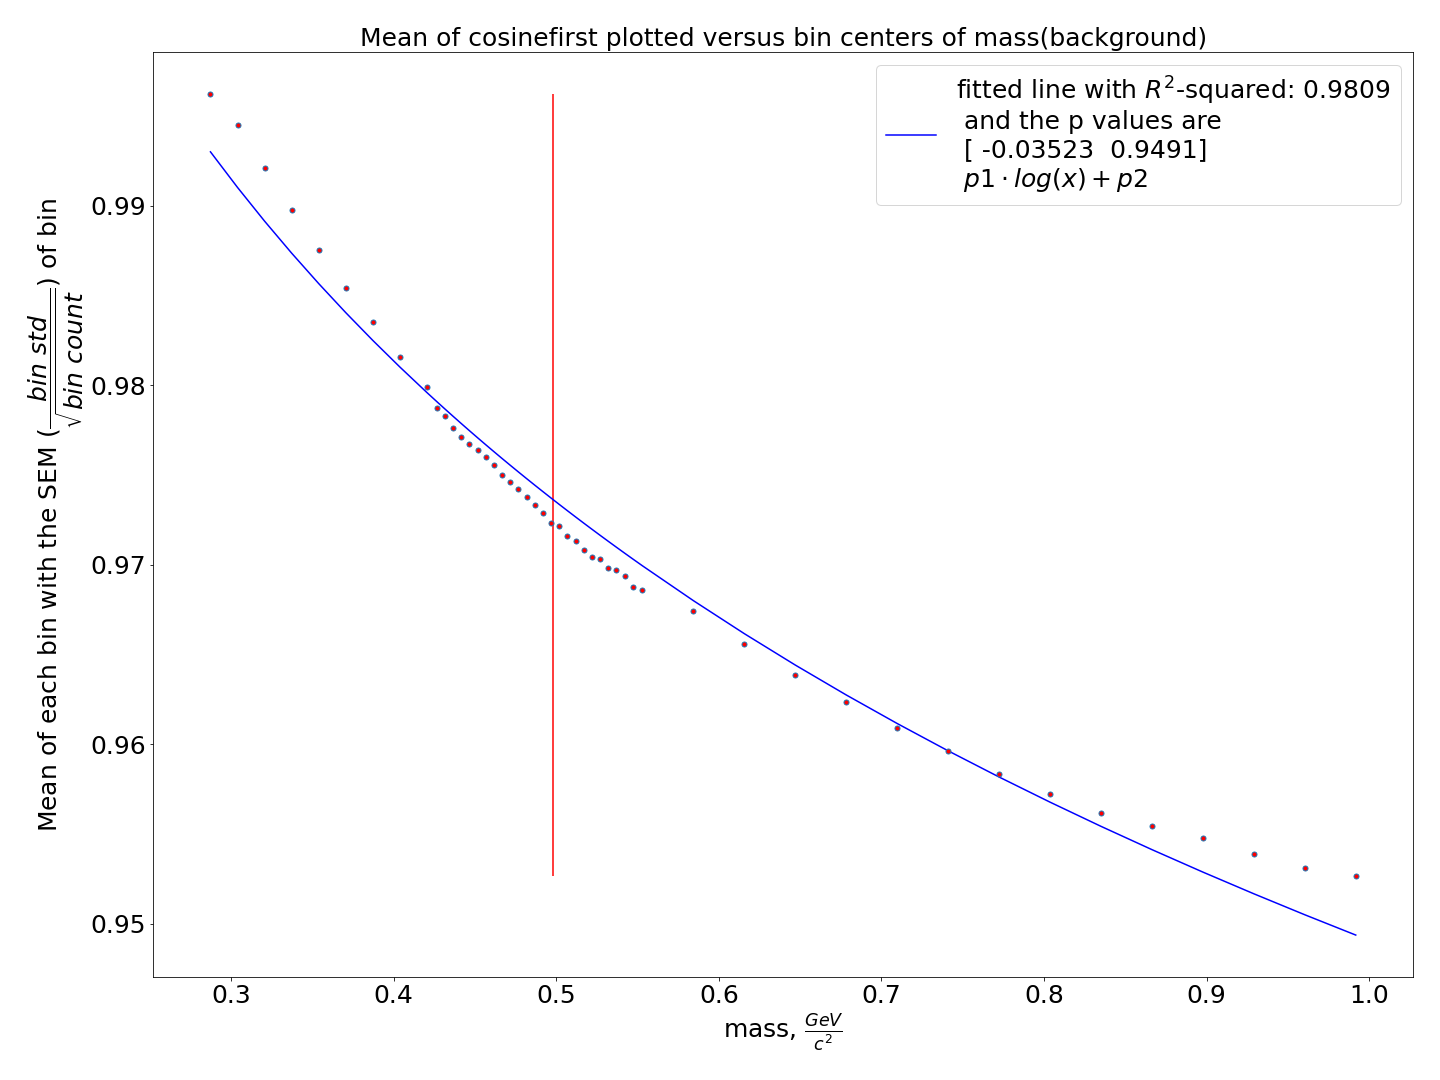 Mean of cosinefirst plotted versus bin centers of mass(background)
fitted line with R²-squared: 0.9809
and the p values are
[ -0.03523  0.9491]
p1 · log(x) + p2
Mean of each bin with the SEM (bin std / √bin count) of bin
0.99
0.98
0.97
0.96
0.95
0.3 0.4 0.5 0.6 0.7 0.8 0.9 1.0
mass, GeV/c²